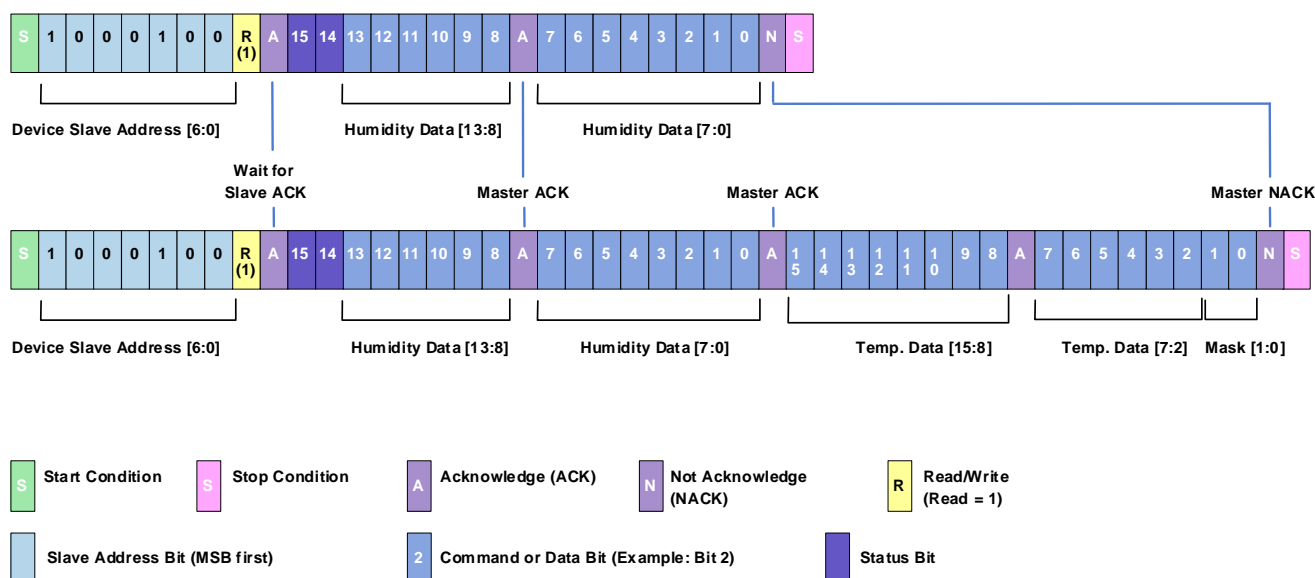 S 1 0 0 0 1 0 0 R (1) A 15 14 13 12 11 10 9 8 A 7 6 5 4 3 2 1 0 N S
Device Slave Address [6:0] Humidity Data [13:8] Humidity Data [7:0]
Wait for
Slave ACK Master ACK Master ACK Master NACK
S 1 0 0 0 1 0 0 R (1) A 15 14 13 12 11 10 9 8 A 7 6 5 4 3 2 1 0 A 15 14 13 12 11 10 9 8 A 7 6 5 4 3 2 1 0 N S
Device Slave Address [6:0] Humidity Data [13:8] Humidity Data [7:0] Temp. Data [15:8] Temp. Data [7:2] Mask [1:0]
S Start Condition S Stop Condition A Acknowledge (ACK) N Not Acknowledge (NACK) R Read/Write (Read = 1)
Slave Address Bit (MSB first) 2 Command or Data Bit (Example: Bit 2) Status Bit